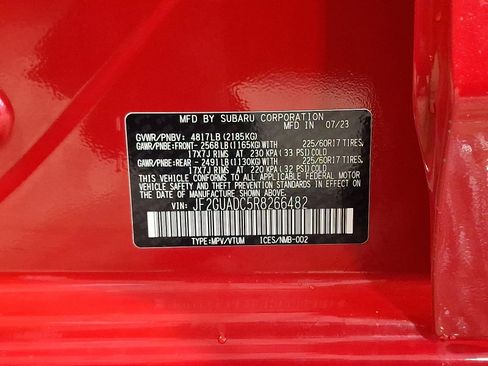 MFD BY SUBARU CORPORATION
MADE IN 07/23
GVWR/PNBV: 4817LB (2185KG)
GAWR/PNBE:FRONT- 2568LB(1165KG)WITH 225/60R17 TIRES,
17X7J RIMS AT 230 KPA (33 PSI)COLD
GAWR/PNBE:REAR - 2491LB(1130KG)WITH 225/60R17 TIRES,
17X7J RIMS AT 220 KPA (32 PSI)COLD
THIS VEHICLE CONFORMS TO ALL APPLICABLE FEDERAL MOTOR
VEHICLE SAFETY, BUMPER, AND THEFT PREVENTION STANDARDS
IN EFFECT ON THE DATE OF MANUFACTURE SHOWN ABOVE.
VIN: JF2GUADC5R8266482
TYPE:MPV/VTUM ICES/NMB-002